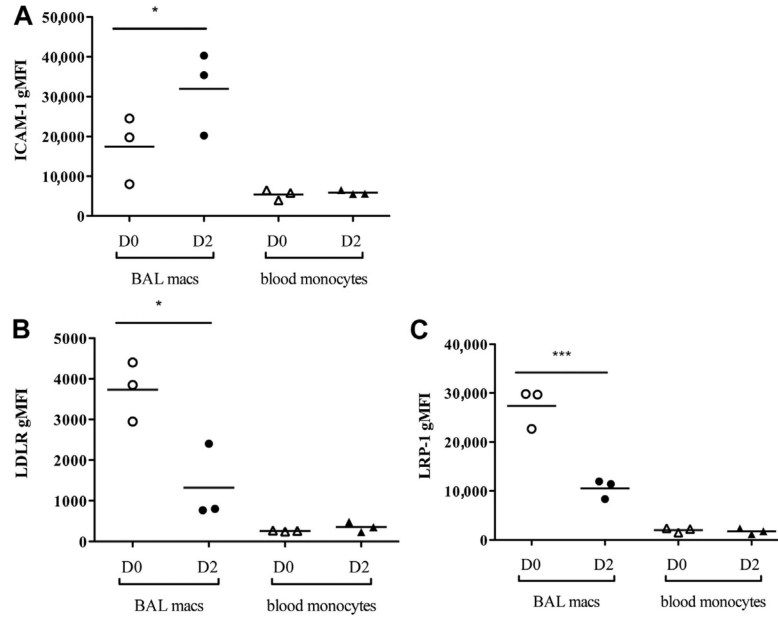 A
ICAM-1 gMFI
50,000
40,000
30,000
20,000
10,000
0
*
D0 D2 D0 D2
BAL macs blood monocytes
B
LDLR gMFI
5000
4000
3000
2000
1000
0
*
D0 D2 D0 D2
BAL macs blood monocytes
C
LRP-1 gMFI
40,000
30,000
20,000
10,000
0
***
D0 D2 D0 D2
BAL macs blood monocytes